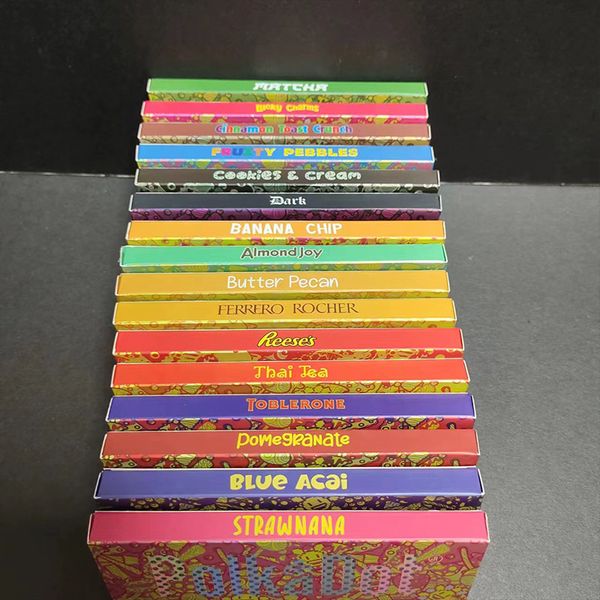 MATCHA
Lucky Charms
Cinnamon Toast Crunch
FRUITY PEBBLES
Cookies & Cream
Dark
BANANA CHIP
Almond Joy
Butter Pecan
FERRERO ROCHER
Reese's
Thai Tea
TOBLERONE
Pomegranate
BLUE ACAI
STRAWNANA
PolkaDot